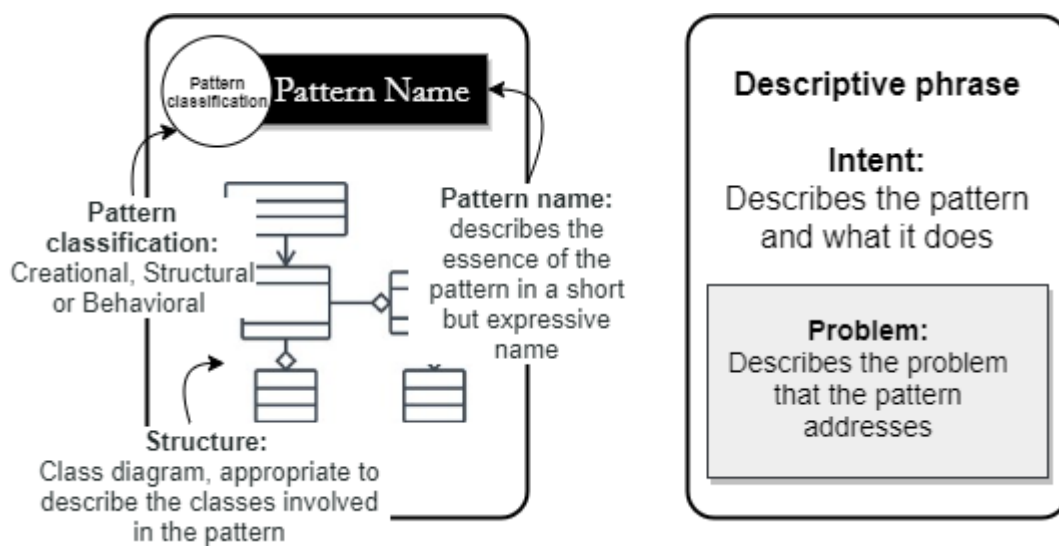 Pattern
classification
Pattern Name
Pattern
classification:
Creational, Structural
or Behavioral
Pattern name:
describes the
essence of the
pattern in a short
but expressive
name
Structure:
Class diagram, appropriate to
describe the classes involved
in the pattern
Descriptive phrase
Intent:
Describes the pattern
and what it does
Problem:
Describes the problem
that the pattern
addresses